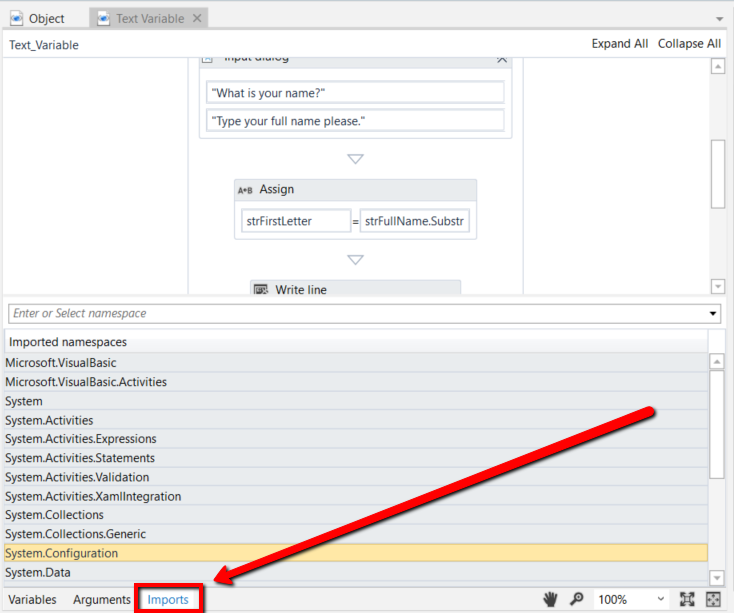 Object
Text Variable
Text_Variable
Expand All Collapse All
Input dialog
"What is your name?"
"Type your full name please."
A+B Assign
strFirstLetter = strFullName.Substr
Write line
Enter or Select namespace
Imported namespaces
Microsoft.VisualBasic
Microsoft.VisualBasic.Activities
System
System.Activities
System.Activities.Expressions
System.Activities.Statements
System.Activities.Validation
System.Activities.XamlIntegration
System.Collections
System.Collections.Generic
System.Configuration
System.Data
Variables Arguments Imports 100%